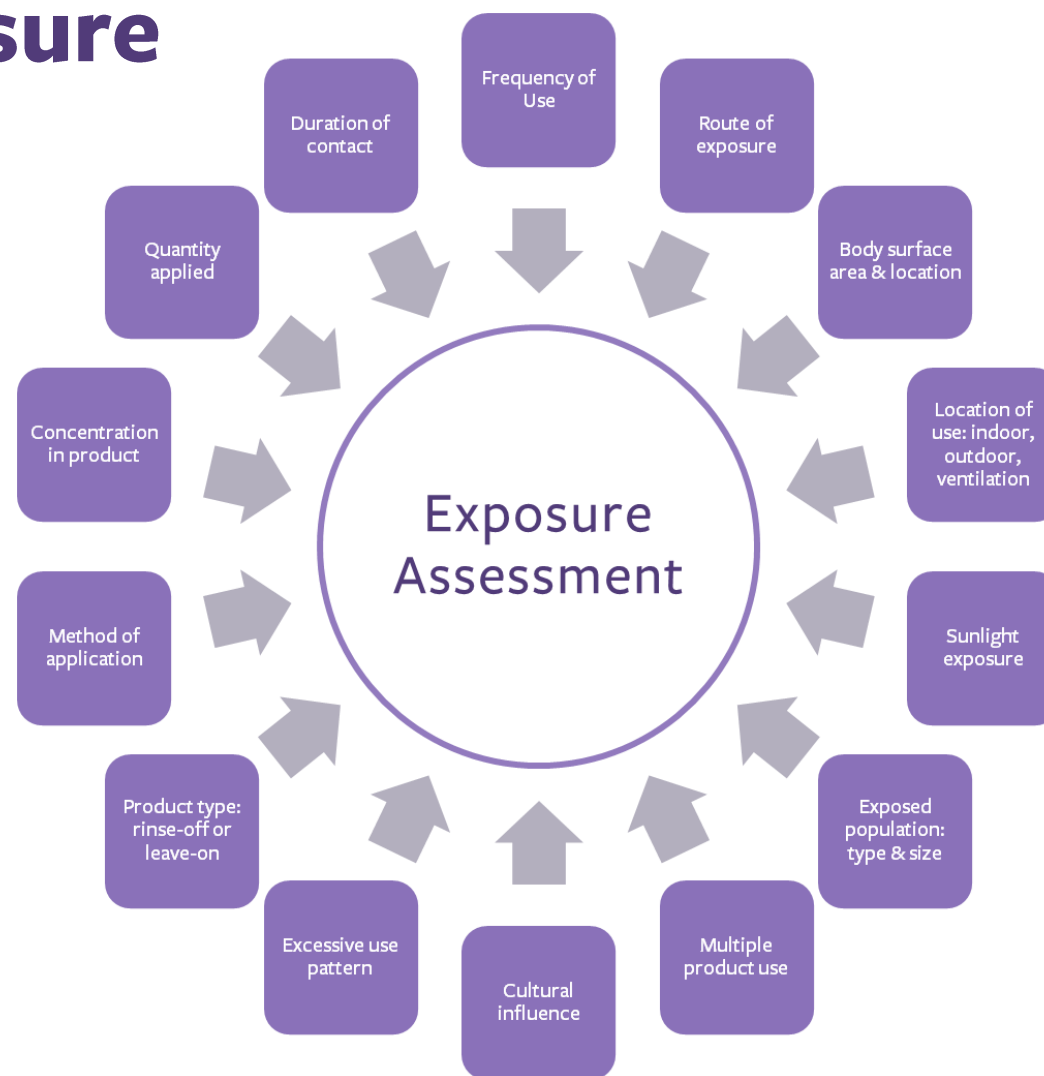 sure
Frequency of
Use
Route of
exposure
Body surface
area & location
Location of
use: indoor,
outdoor,
ventilation
Sunlight
exposure
Exposed
population:
type & size
Multiple
product use
Cultural
influence
Excessive use
pattern
Product type:
rinse-off or
leave-on
Method of
application
Concentration
in product
Quantity
applied
Duration of
contact
Exposure
Assessment